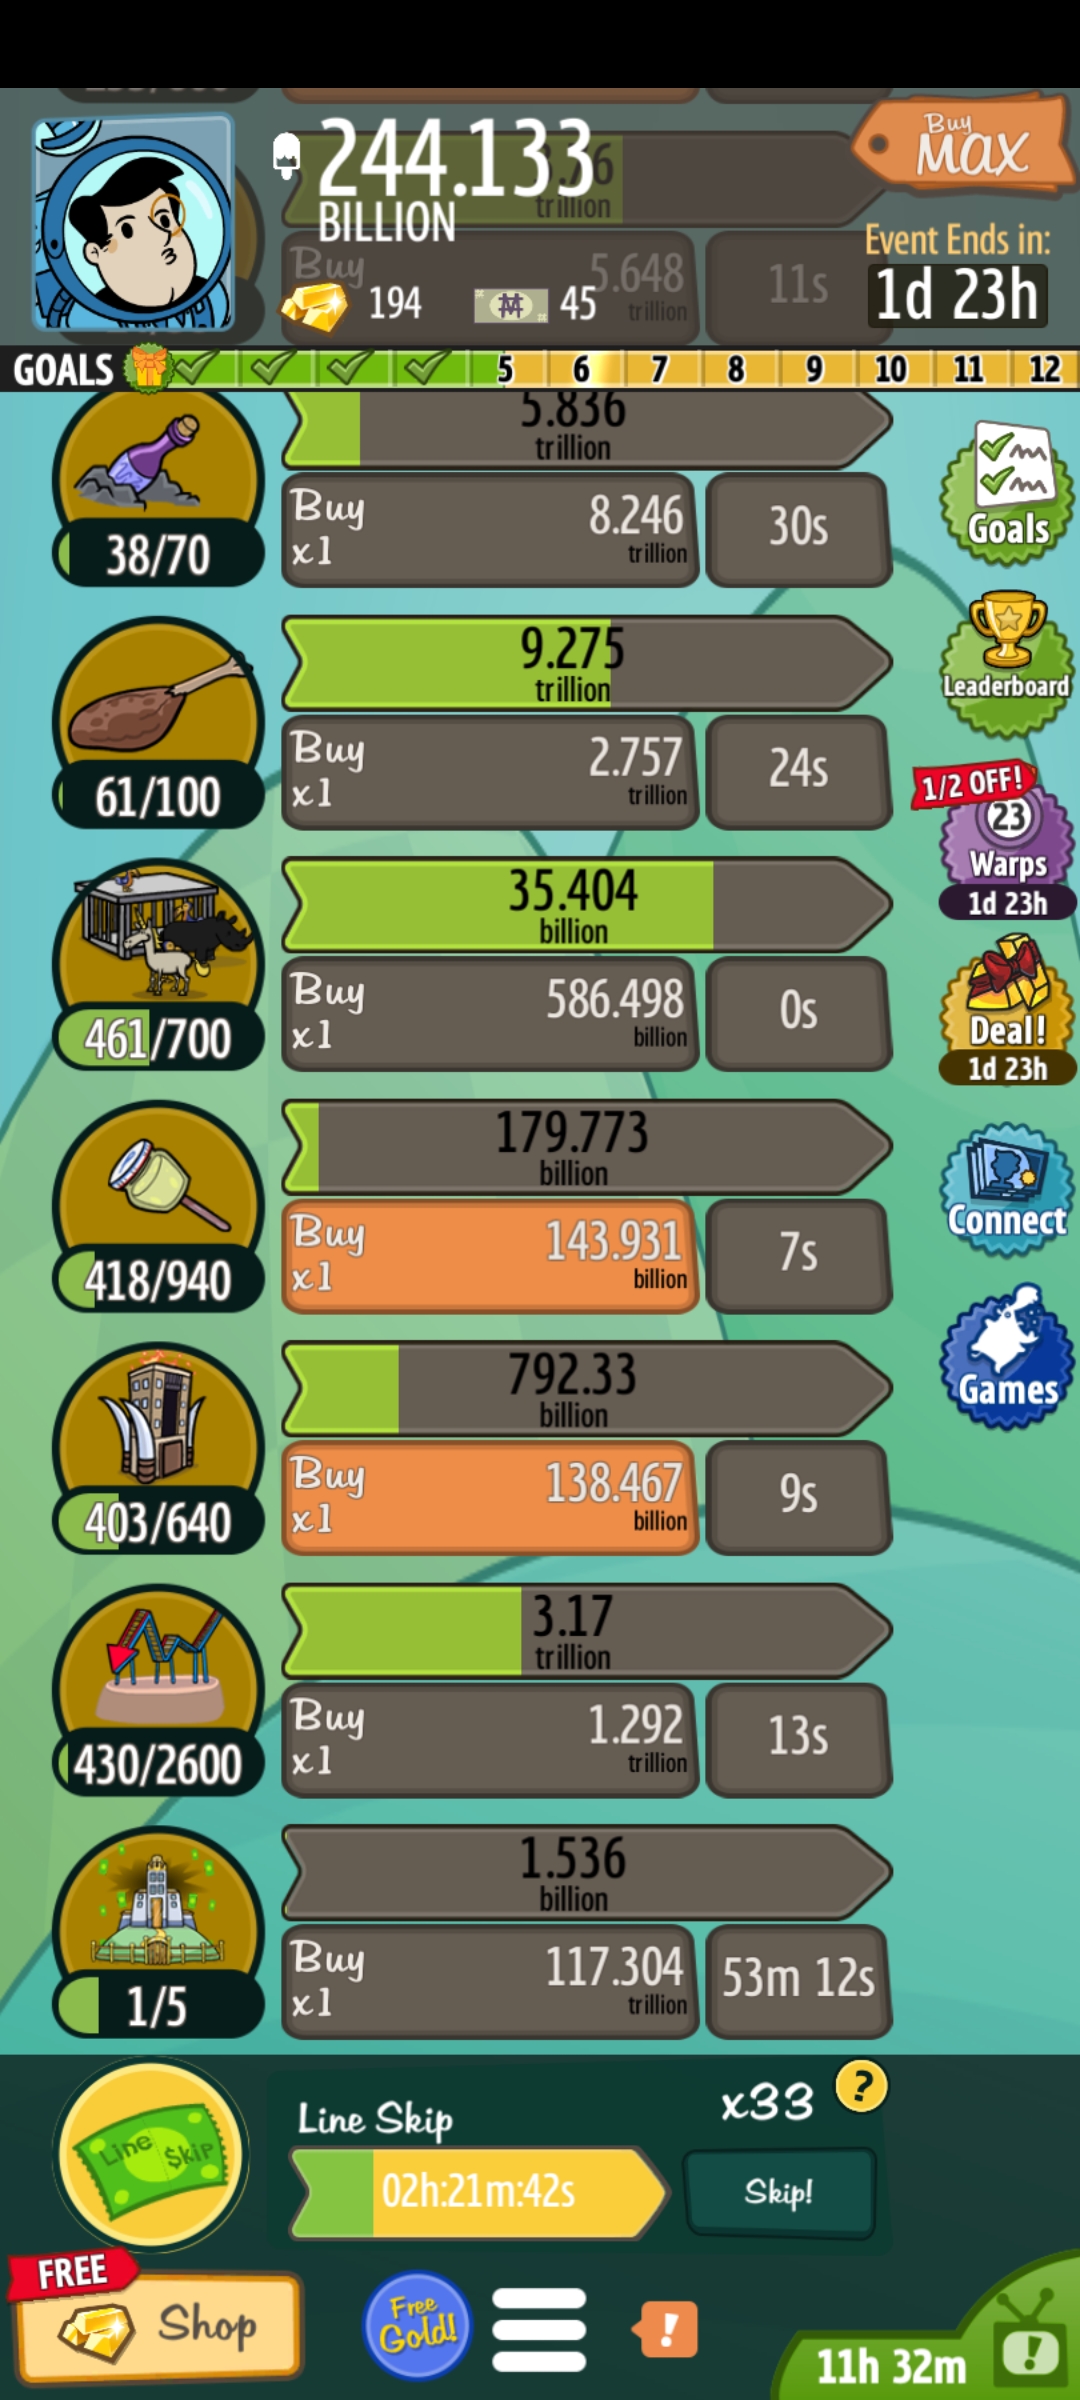 244.133
BILLION
194
45
Buy
MAX
Event Ends in:
1d 23h
trillion
Buy
5.648
trillion
11s
GOALS
5 6 7 8 9 10 11 12
5.836
trillion
38/70
Buy
x1
8.246
trillion
30s
Goals
9.275
trillion
61/100
Buy
x1
2.757
trillion
24s
Leaderboard
1/2 OFF!
23
Warps
1d 23h
35.404
billion
461/700
Buy
x1
586.498
billion
0s
Deal!
1d 23h
179.773
billion
418/940
Buy
x1
143.931
billion
7s
Connect
792.33
billion
403/640
Buy
x1
138.467
billion
9s
Games
3.17
trillion
430/2600
Buy
x1
1.292
trillion
13s
1.536
billion
1/5
Buy
x1
117.304
trillion
53m 12s
Line $kip
Line Skip
x33
?
02h:21m:42s
Skip!
FREE
Shop
Free
Gold!
!
11h 32m
!